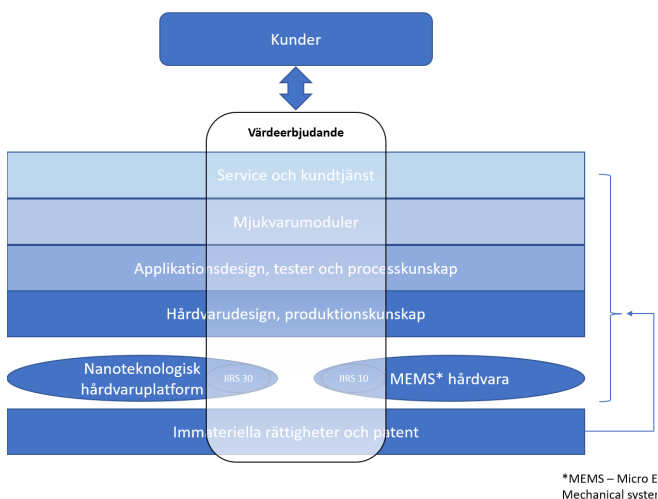 Kunder
Värdeerbjudande
Service och kundtjänst
Mjukvarumoduler
Applikationsdesign, tester och processkunskap
Hårdvarudesign, produktionskunskap
Nanoteknologisk
hårdvaruplatform
JIRS 30
JIRS 10
MEMS* hårdvara
Immateriella rättigheter och patent
*MEMS – Micro E
Mechanical system